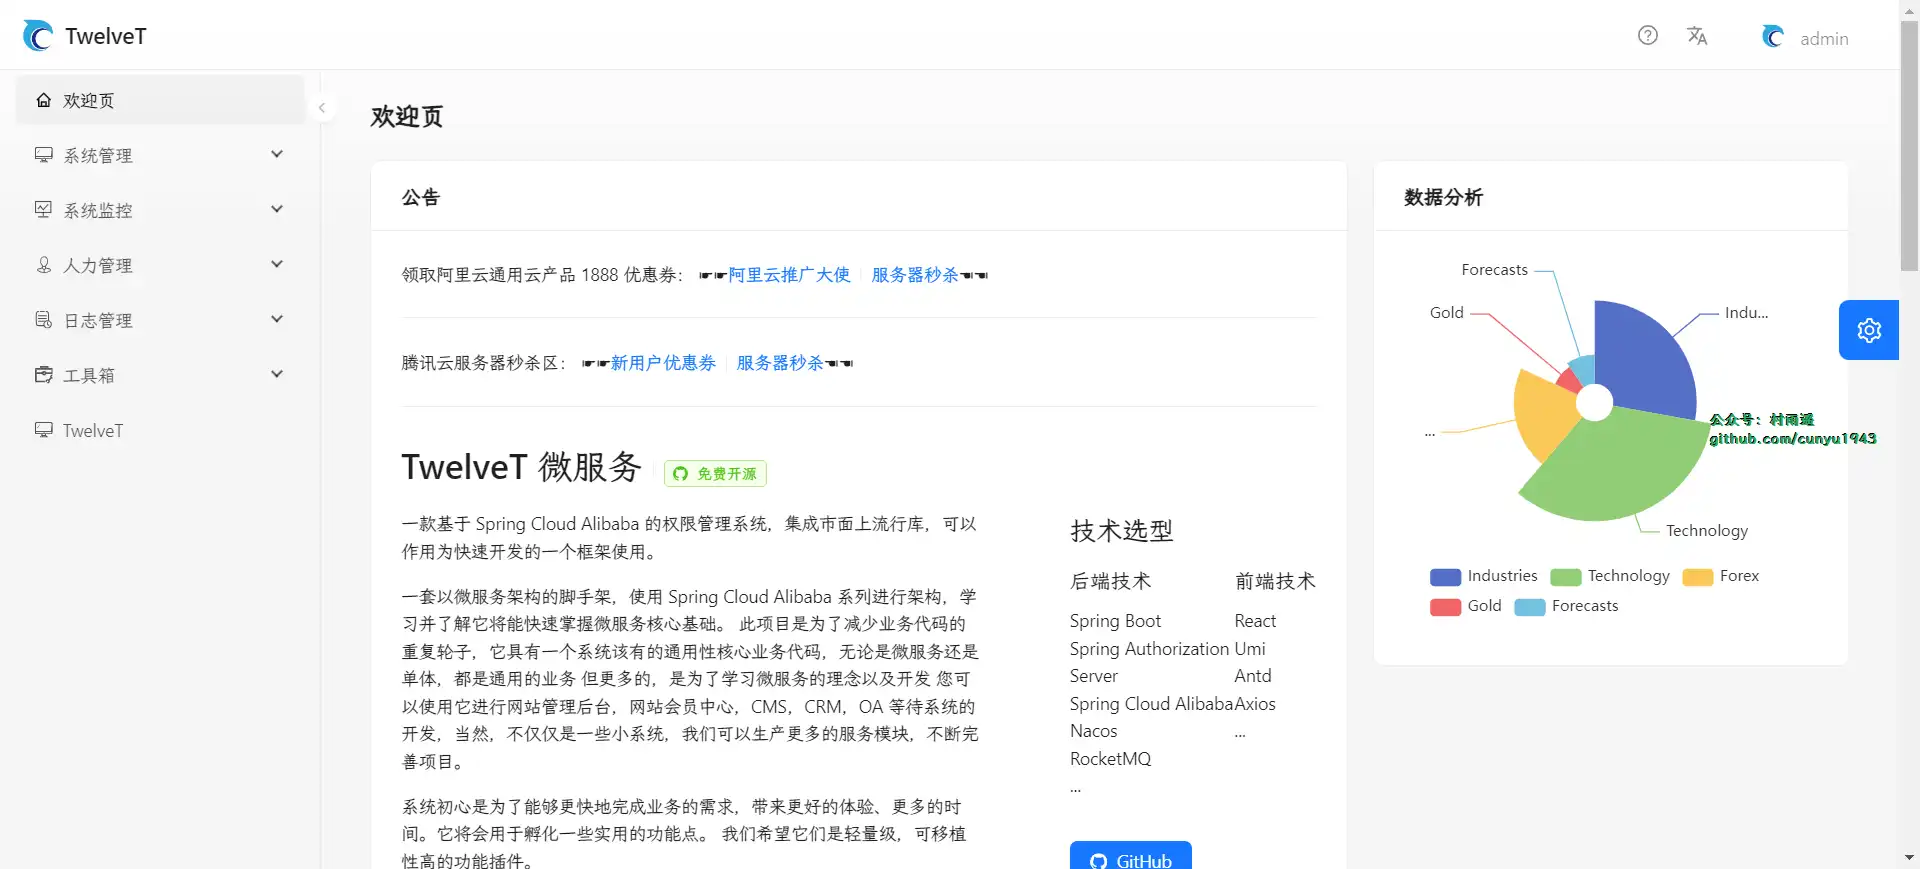 TwelveT
admin
欢迎页
系统管理
系统监控
人力管理
日志管理
工具箱
TwelveT
欢迎页
公告
领取阿里云通用云产品 1888 优惠券： ☛☛阿里云推广大使 服务器秒杀☚☚
腾讯云服务器秒杀区： ☛☛新用户优惠券 服务器秒杀☚☚
TwelveT 微服务 免费开源
一款基于 Spring Cloud Alibaba 的权限管理系统，集成市面上流行库，可以
作用为快速开发的一个框架使用。
一套以微服务架构的脚手架，使用 Spring Cloud Alibaba 系列进行架构，学
习并了解它将能快速掌握微服务核心基础。 此项目是为了减少业务代码的
重复轮子，它具有一个系统该有的通用性核心业务代码，无论是微服务还是
单体，都是通用的业务 但更多的，是为了学习微服务的理念以及开发 您可
以使用它进行网站管理后台，网站会员中心，CMS，CRM，OA 等待系统的
开发，当然，不仅仅是一些小系统，我们可以生产更多的服务模块，不断完
善项目。
系统初心是为了能够更快地完成业务的需求，带来更好的体验、更多的时
间。它将会用于孵化一些实用的功能点。 我们希望它们是轻量级，可移植
性高的功能插件。
技术选型
后端技术
Spring Boot
Spring Authorization
Server
Spring Cloud Alibaba
Nacos
RocketMQ
...
前端技术
React
Umi
Antd
Axios
...
GitHub
数据分析
Forecasts
Gold
Indu...
...
Technology
公众号：村雨遥
github.com/cunyu1943
Industries Technology Forex
Gold Forecasts